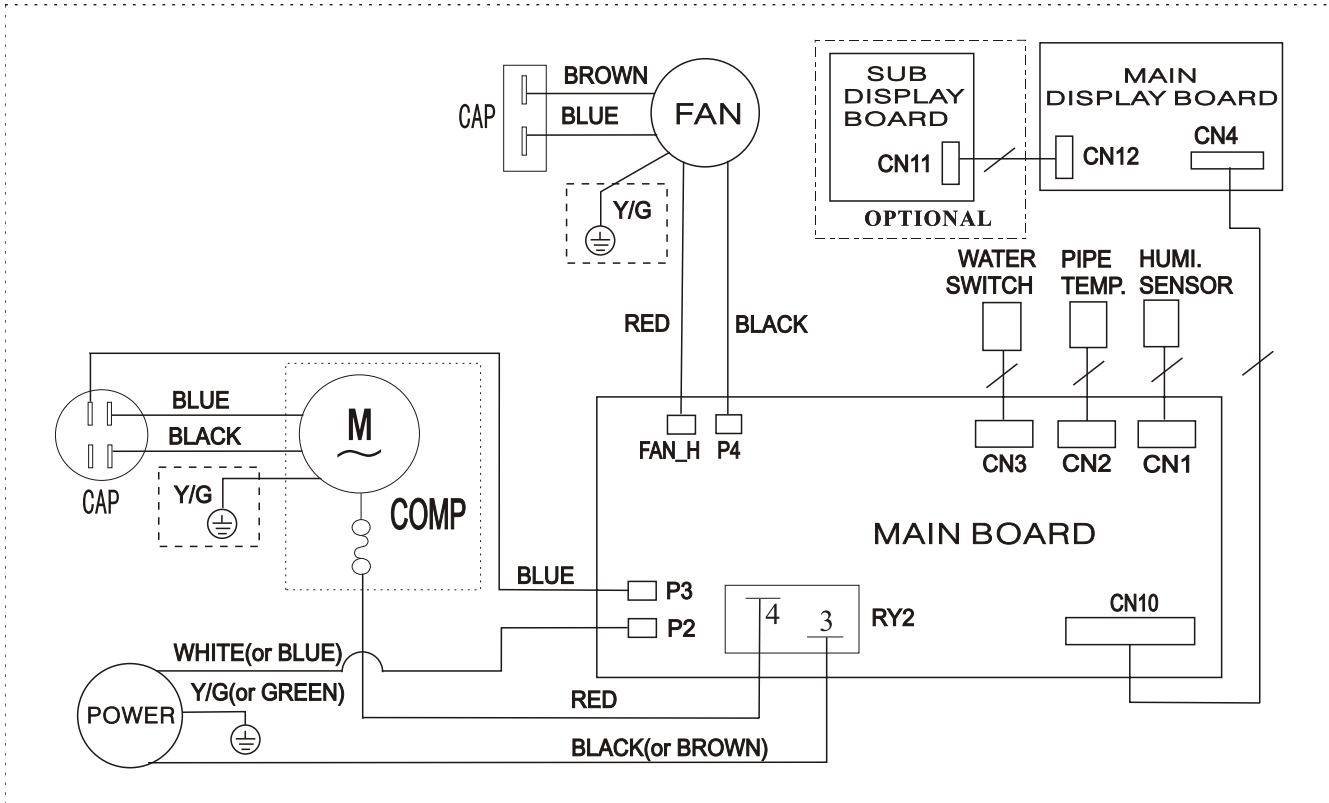 BROWN
BLUE
CAP
FAN
Y/G
SUB
DISPLAY
BOARD
CN11
OPTIONAL
MAIN
DISPLAY BOARD
CN4
CN12
WATER
SWITCH
PIPE
TEMP.
HUMI.
SENSOR
RED
BLACK
BLUE
BLACK
M
Y/G
CAP
COMP
FAN_H
P4
CN3
CN2
CN1
MAIN BOARD
BLUE
P3
P2
4
3
RY2
CN10
WHITE(or BLUE)
Y/G(or GREEN)
POWER
RED
BLACK(or BROWN)